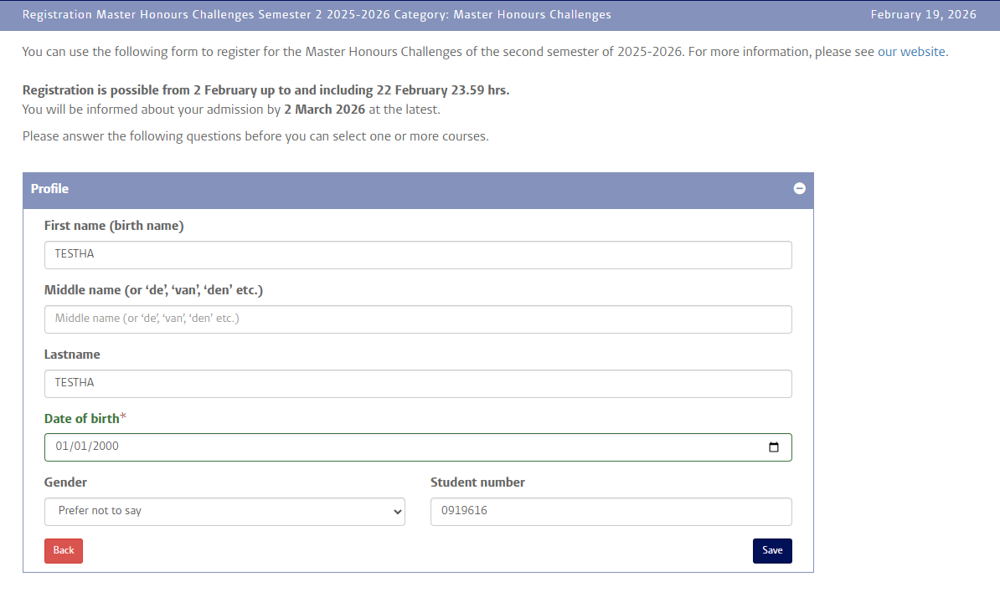 Registration Master Honours Challenges Semester 2 2025-2026 Category: Master Honours Challenges
February 19, 2026
You can use the following form to register for the Master Honours Challenges of the second semester of 2025-2026. For more information, please see our website.
Registration is possible from 2 February up to and including 22 February 23.59 hrs.
You will be informed about your admission by 2 March 2026 at the latest.
Please answer the following questions before you can select one or more courses.
Profile
First name (birth name)
TESTHA
Middle name (or ‘de’, ‘van’, ‘den’ etc.)
Middle name (or ‘de’, ‘van’, ‘den’ etc.)
Lastname
TESTHA
Date of birth*
01/01/2000
Gender
Student number
Prefer not to say
0919616
Back
Save